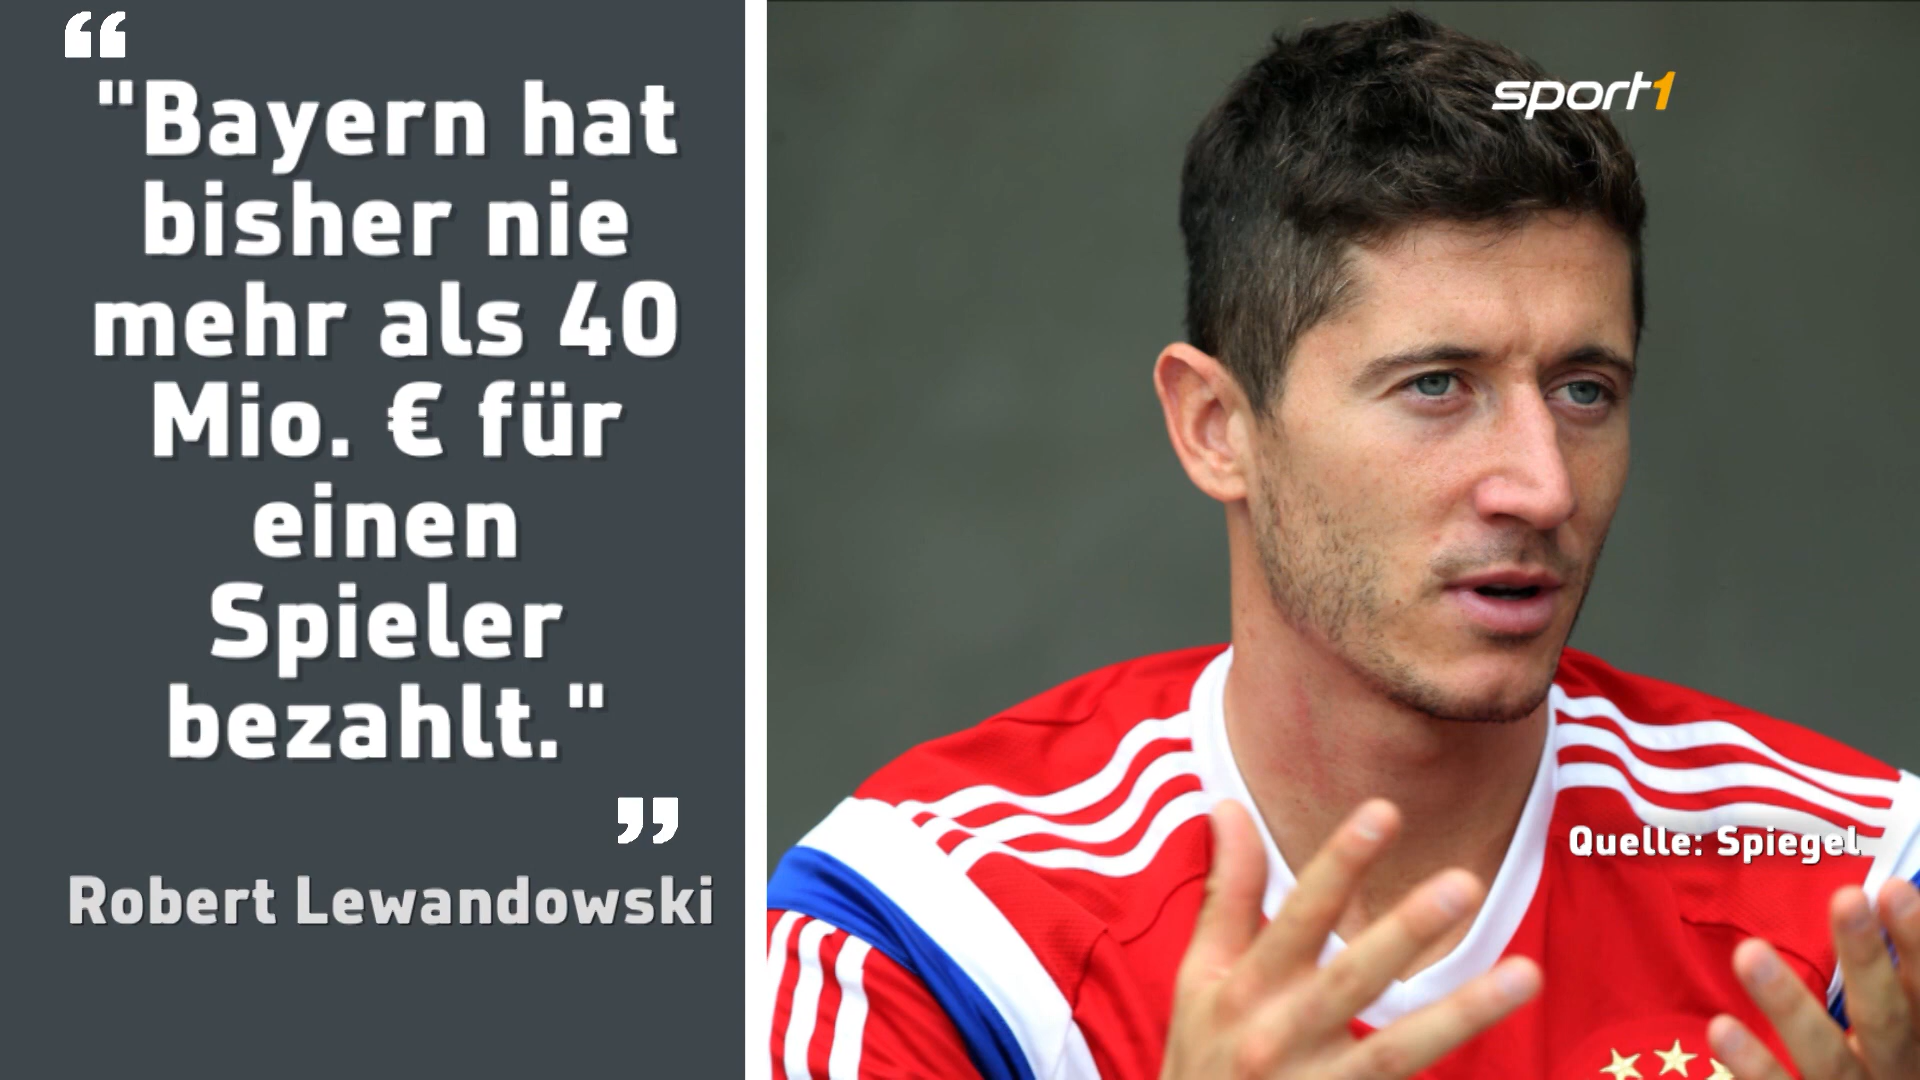 “
"Bayern hat
bisher nie
mehr als 40
Mio. € für
einen
Spieler
bezahlt."
”
Robert Lewandowski
sport1
Quelle: Spiegel